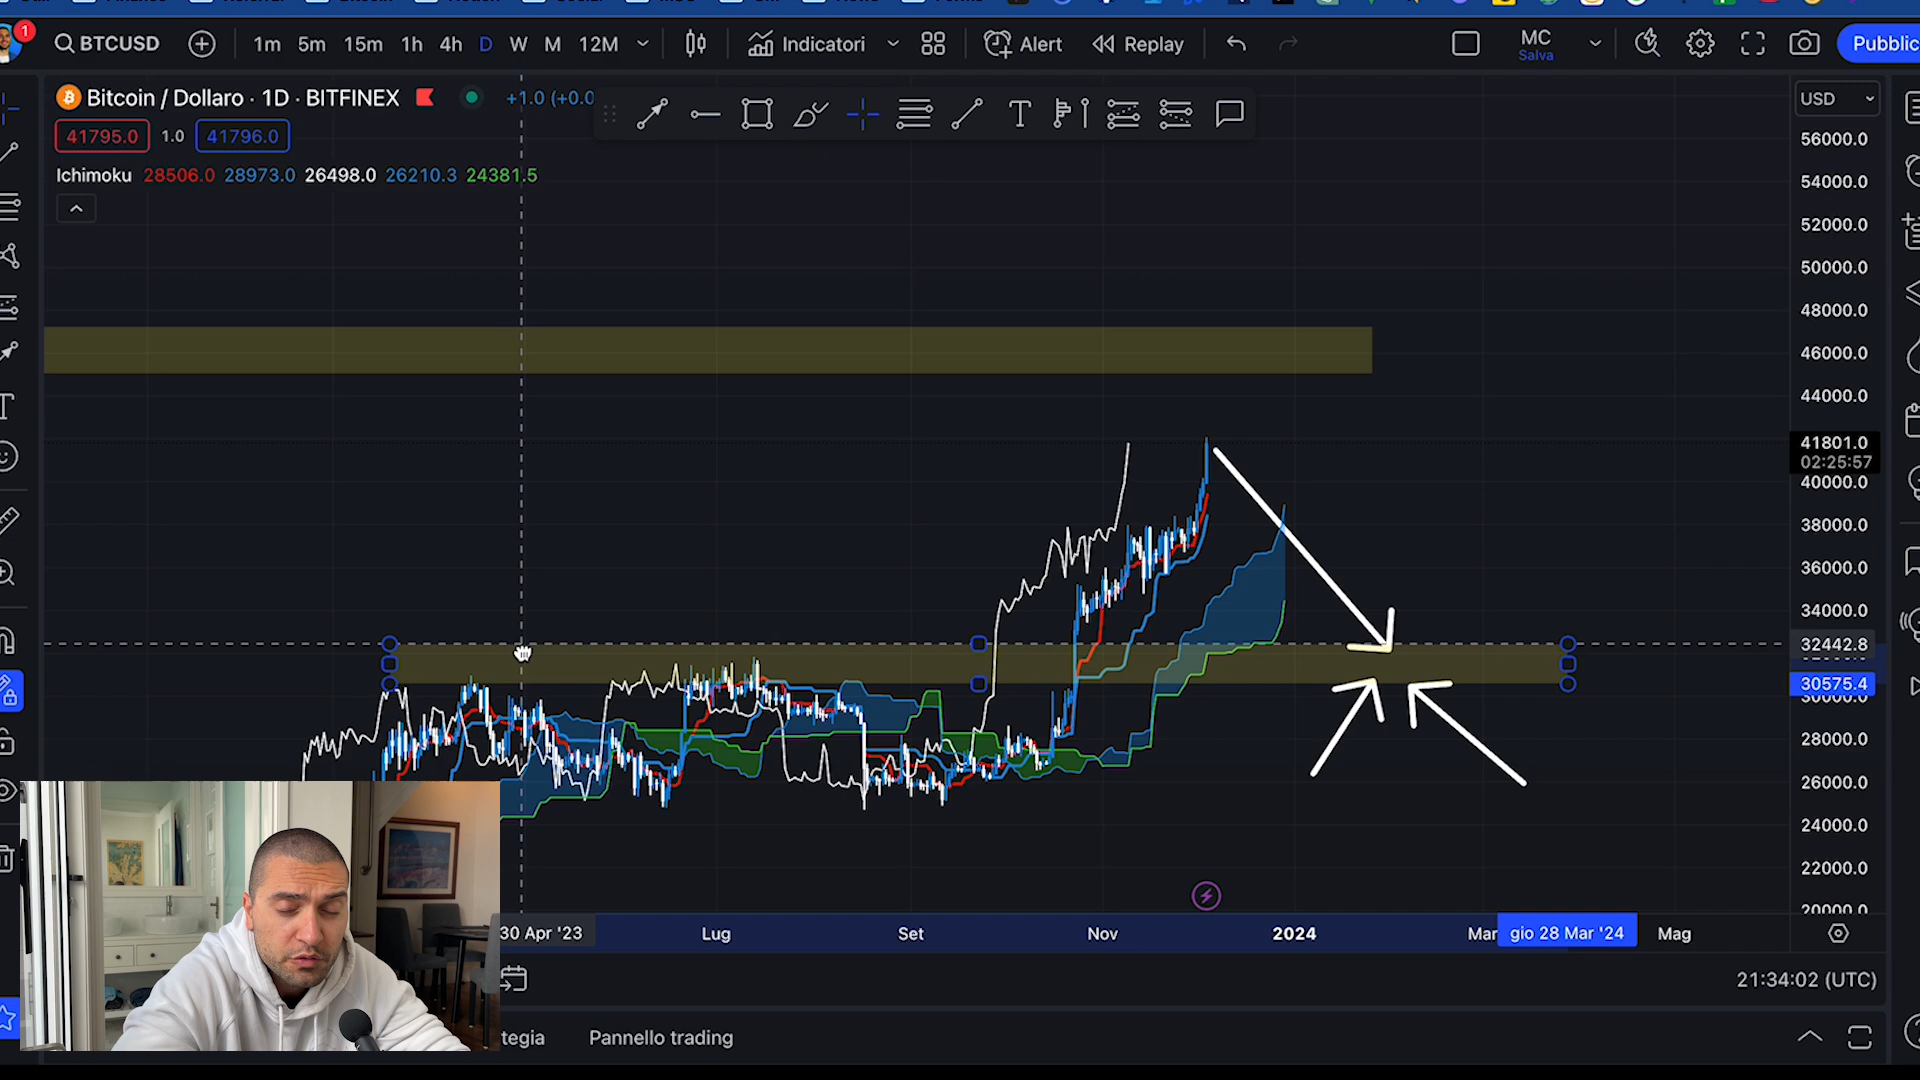 1
BTCUSD
1m 5m 15m 1h 4h D W M 12M
Indicatori
Alert
Replay
MC
Salva
Bitcoin / Dollaro · 1D · BITFINEX
+1.0 (+0.0
41795.0 1.0 41796.0
Ichimoku 28506.0 28973.0 26498.0 26210.3 24381.5
USD
56000.0
54000.0
52000.0
50000.0
48000.0
46000.0
44000.0
41801.0
02:25:57
40000.0
38000.0
36000.0
34000.0
32442.8
30575.4
30000.0
28000.0
26000.0
24000.0
22000.0
20000.0
30 Apr '23 Lug Set Nov 2024 Mar gio 28 Mar '24 Mag
21:34:02 (UTC)
Pannello trading